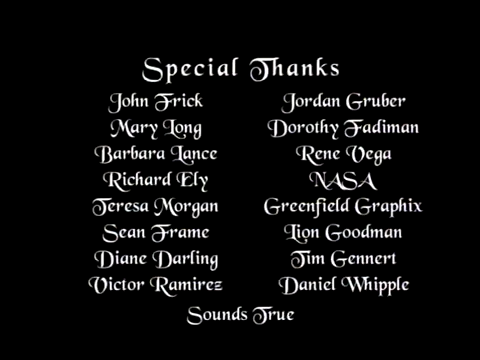 Special Thanks
John Frick Jordan Gruber
Mary Long Dorothy Fadiman
Barbara Lance Rene Vega
Richard Ely NASA
Teresa Morgan Greenfield Graphix
Sean Frame Lion Goodman
Diane Darling Tim Gennert
Victor Ramirez Daniel Whipple
Sounds True